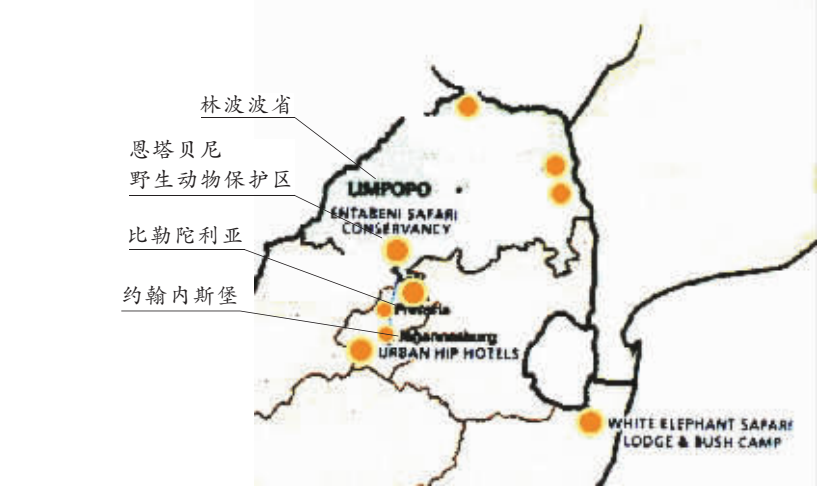 林波波省
恩塔贝尼
野生动物保护区
LIMPOPO
ENTABENI SAFARI
CONSERVANCY
比勒陀利亚
Pretoria
约翰内斯堡
Johannesburg
URBAN HIP HOTELS
WHITE ELEPHANT SAFARI
LODGE & BUSH CAMP